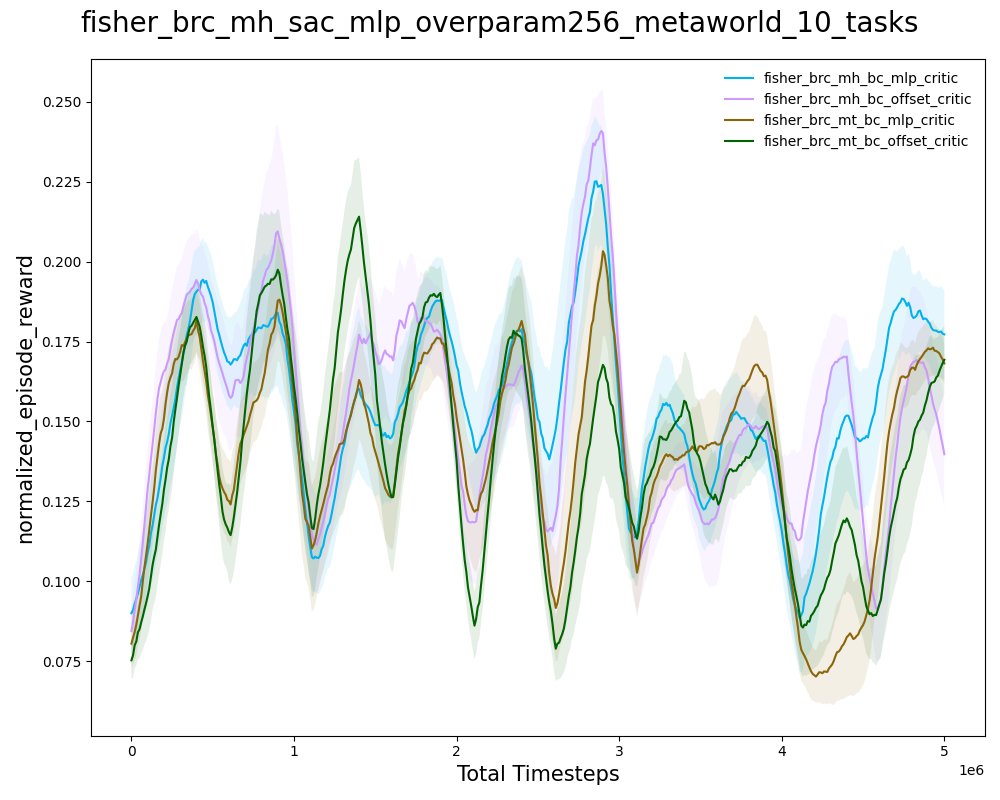 fisher_brc_mh_sac_mlp_overparam256_metaworld_10_tasks
fisher_brc_mh_bc_mlp_critic
fisher_brc_mh_bc_offset_critic
fisher_brc_mt_bc_mlp_critic
fisher_brc_mt_bc_offset_critic
normalized_episode_reward
0.250
0.225
0.200
0.175
0.150
0.125
0.100
0.075
0 1 2 3 4 5
1e6
Total Timesteps